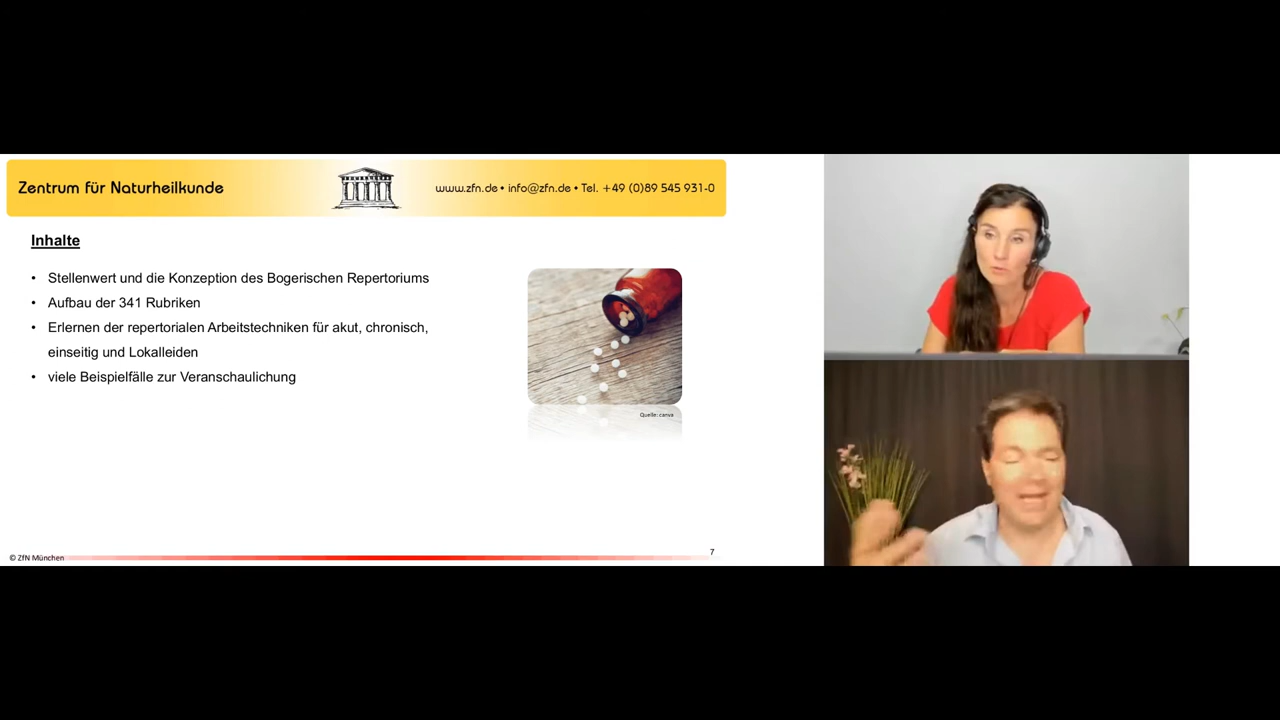 Zentrum für Naturheilkunde
www.zfn.de • info@zfn.de • Tel. +49 (0)89 545 931-0
Inhalte
• Stellenwert und die Konzeption des Bogerischen Repertoriums
• Aufbau der 341 Rubriken
• Erlernen der repertorialen Arbeitstechniken für akut, chronisch,
einseitig und Lokalleiden
• viele Beispielfälle zur Veranschaulichung
Quelle: canva
© ZfN München
7